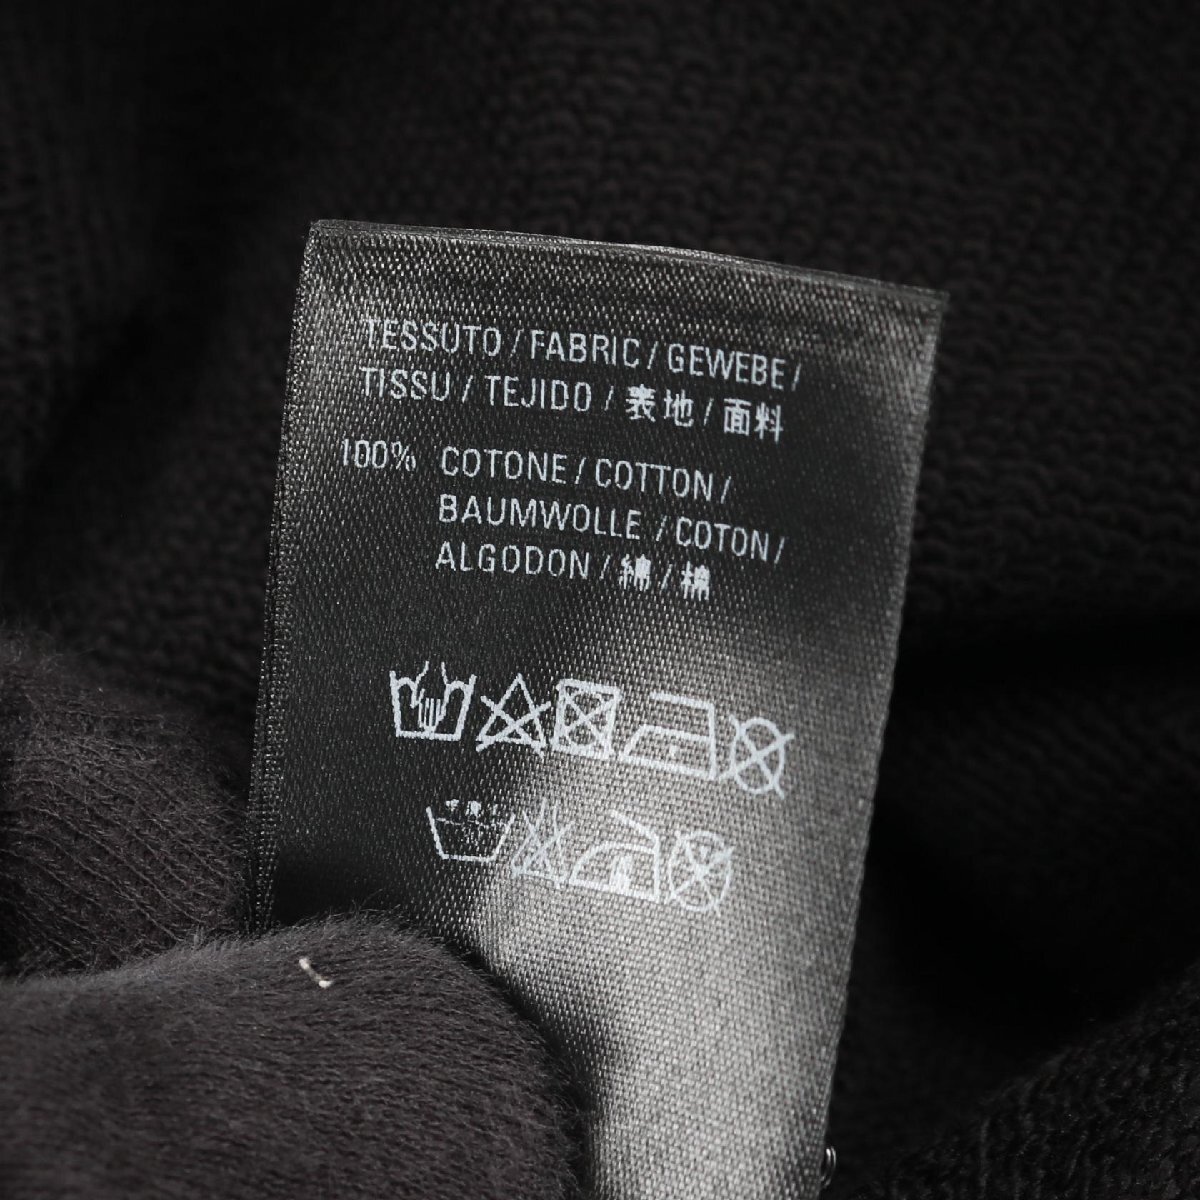 TESSUTO / FABRIC / GEWEBE /
TISSU / TEJIDO / 表地 / 面料
100% COTONE / COTTON /
BAUMWOLLE / COTON /
ALGODON / 綿 / 棉